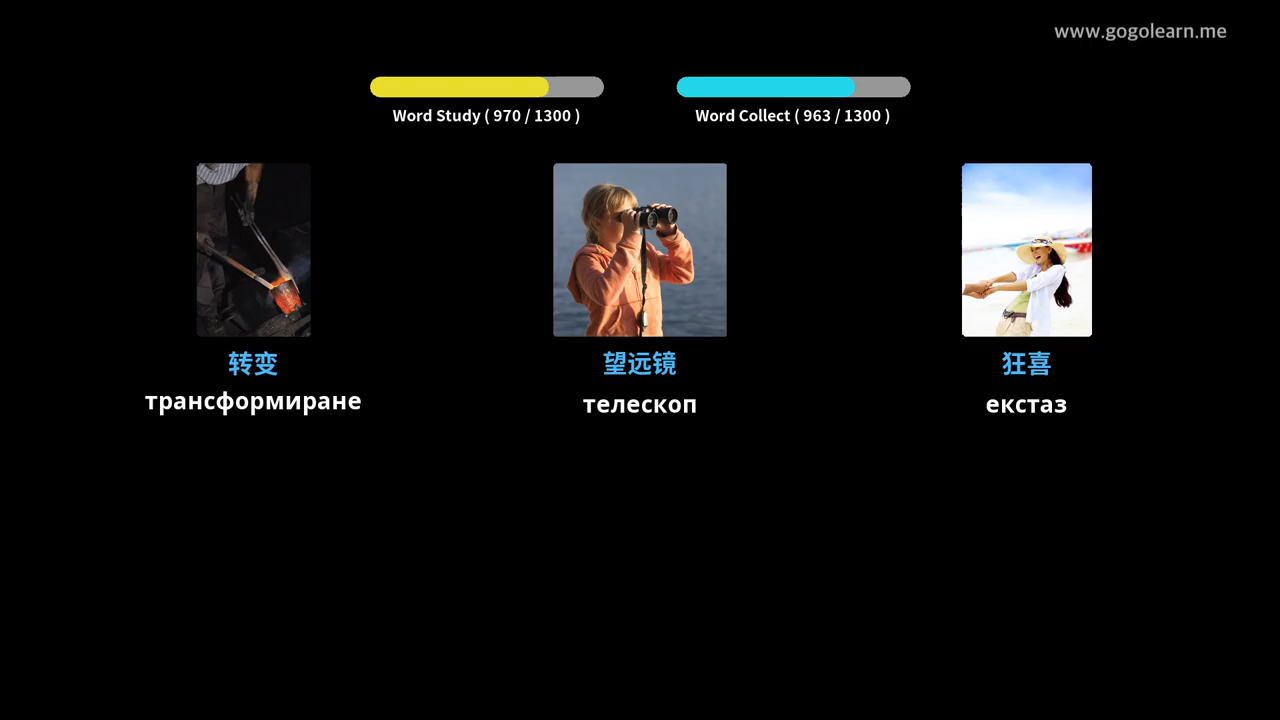 www.gogolearn.me
Word Study ( 970 / 1300 )
Word Collect ( 963 / 1300 )
转变
望远镜
狂喜
трансформиране
телескоп
екстаз